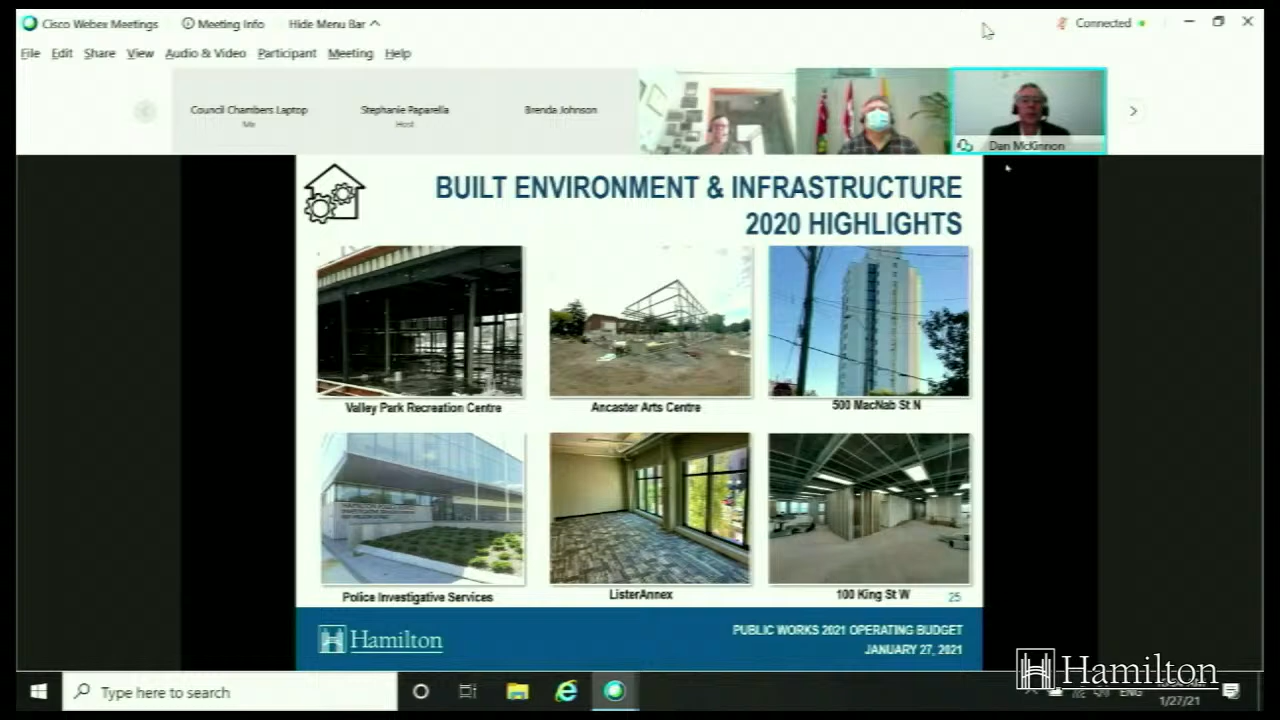 Cisco Webex Meetings
Meeting Info
Hide Menu Bar
Connected
File Edit Share View Audio & Video Participant Meeting Help
Council Chambers Laptop
Me
Stephanie Paparella
Host
Brenda Johnson
Dan McKinnon
BUILT ENVIRONMENT & INFRASTRUCTURE
2020 HIGHLIGHTS
Valley Park Recreation Centre
Ancaster Arts Centre
500 MacNab St N
Police Investigative Services
ListerAnnex
100 King St W
25
Hamilton
PUBLIC WORKS 2021 OPERATING BUDGET
JANUARY 27, 2021
Hamilton
Type here to search
ENG
1/27/21